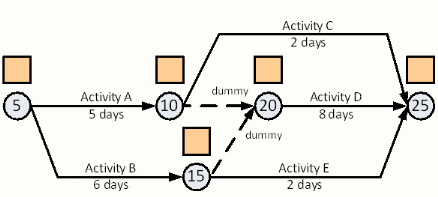 Activity C
2 days
dummy
Activity A
5 days
Activity D
8 days
5
10
20
25
dummy
Activity B
6 days
15
Activity E
2 days